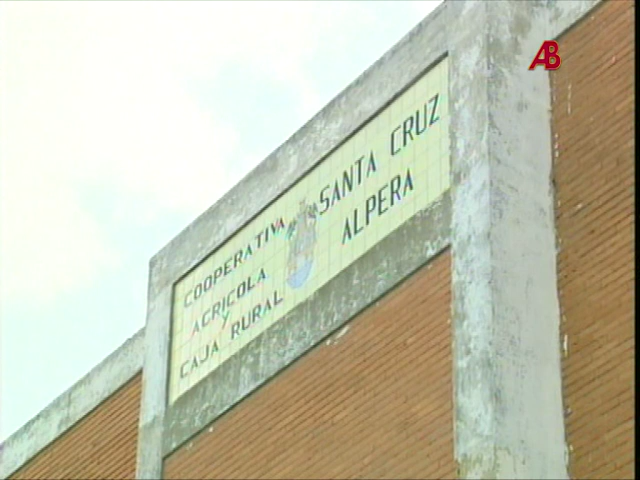 AB
COOPERATIVA
AGRICOLA
Y
CAJA RURAL
SANTA CRUZ
ALPERA